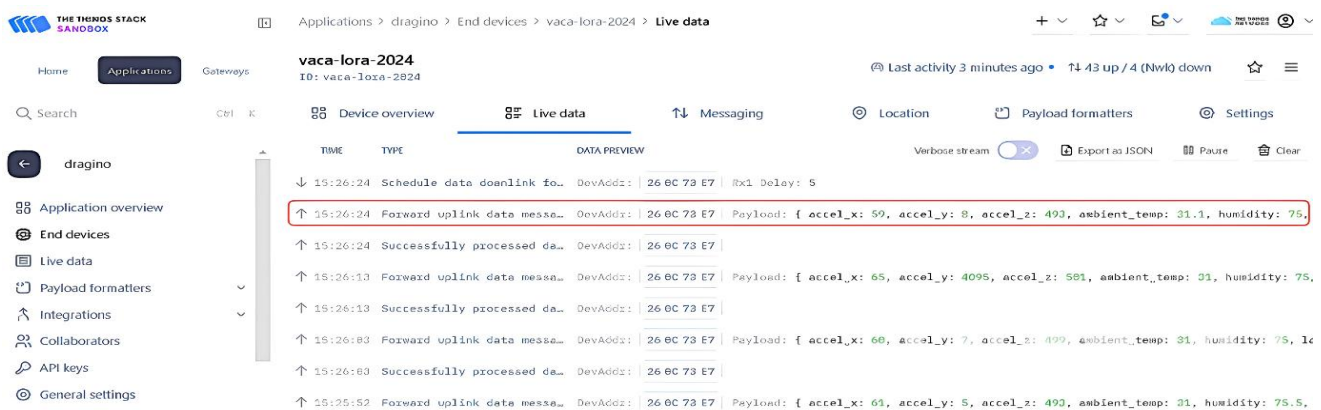 THE THINGS STACK
SANDBOX
Applications > dragino > End devices > vaca-lora-2024 > Live data
THE THINGS
NETWORK
Home Applications Gateways
vaca-lora-2024
ID: vaca-lora-2024
Last activity 3 minutes ago • ↑↓ 43 up / 4 (Nwk) down
Search Ctrl K
Device overview Live data Messaging Location Payload formatters Settings
dragino
TIME TYPE DATA PREVIEW Verbose stream Export as JSON Pause Clear
Application overview
End devices
Live data
Payload formatters
Integrations
Collaborators
API keys
General settings
↓ 15:26:24 Schedule data downlink fo… DevAddr: 26 0C 73 E7 Rx1 Delay: 5
↑ 15:26:24 Forward uplink data messa… DevAddr: 26 0C 73 E7 Payload: { accel_x: 59, accel_y: 8, accel_z: 493, ambient_temp: 31.1, humidity: 75,
↑ 15:26:24 Successfully processed da… DevAddr: 26 0C 73 E7
↑ 15:26:13 Forward uplink data messa… DevAddr: 26 0C 73 E7 Payload: { accel_x: 65, accel_y: 4095, accel_z: 501, ambient_temp: 31, humidity: 75,
↑ 15:26:13 Successfully processed da… DevAddr: 26 0C 73 E7
↑ 15:26:03 Forward uplink data messa… DevAddr: 26 0C 73 E7 Payload: { accel_x: 60, accel_y: 7, accel_z: 499, ambient_temp: 31, humidity: 75, la
↑ 15:26:03 Successfully processed da… DevAddr: 26 0C 73 E7
↑ 15:25:52 Forward uplink data messa… DevAddr: 26 0C 73 E7 Payload: { accel_x: 61, accel_y: 5, accel_z: 493, ambient_temp: 31, humidity: 75.5,